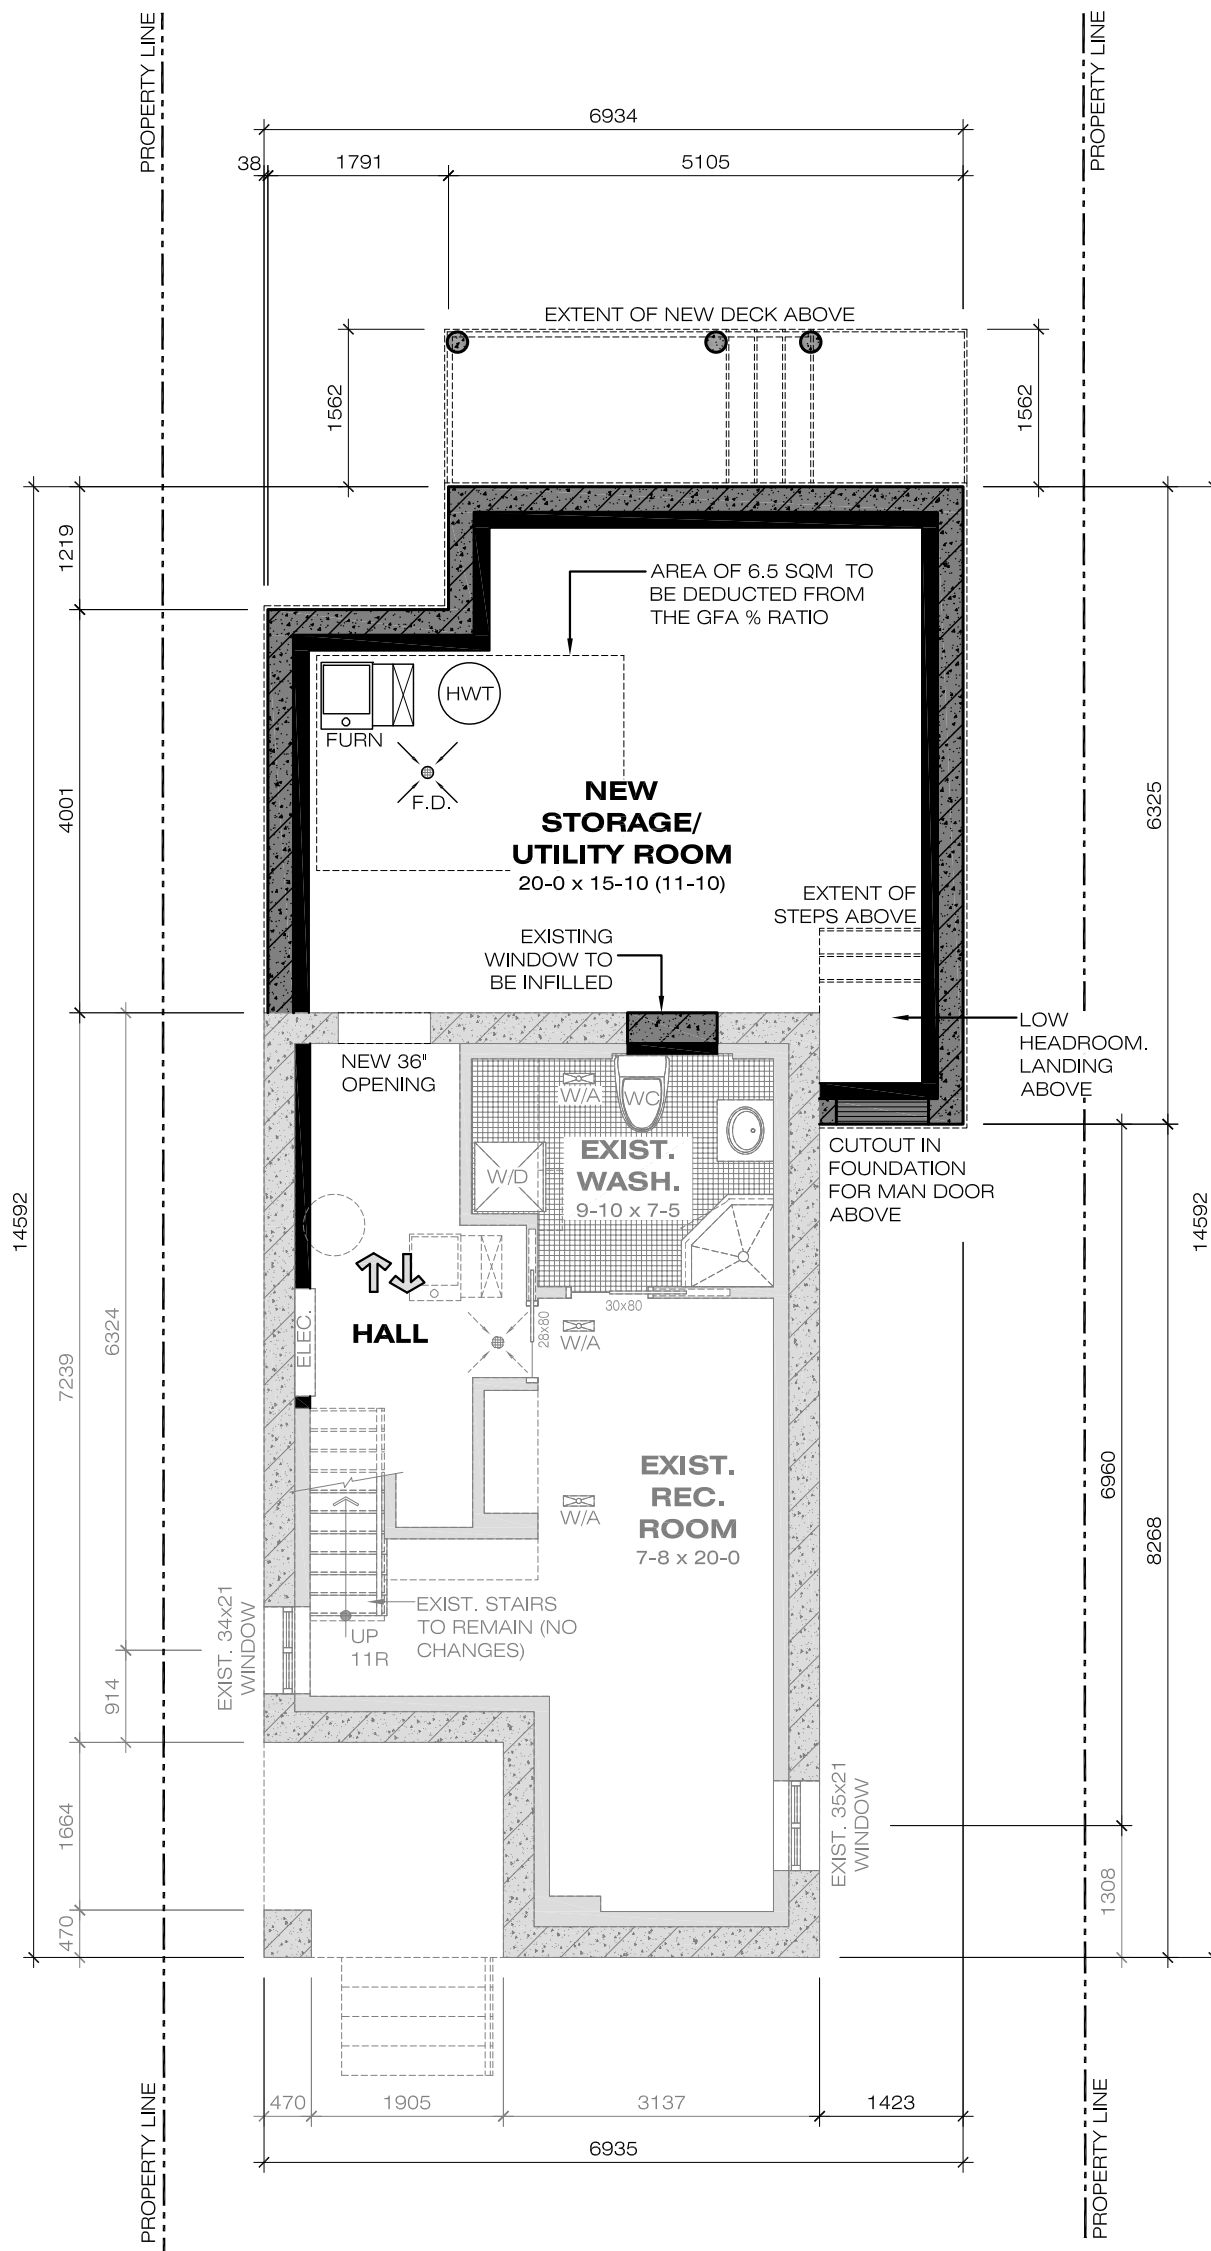 PROPERTY LINE
PROPERTY LINE
6934
38
1791
5105
EXTENT OF NEW DECK ABOVE
1562
1562
1219
AREA OF 6.5 SQM TO
BE DEDUCTED FROM
THE GFA % RATIO
HWT
FURN
F.D.
4001
6325
NEW
STORAGE/
UTILITY ROOM
20-0 x 15-10 (11-10)
EXTENT OF
STEPS ABOVE
EXISTING
WINDOW TO
BE INFILLED
LOW
HEADROOM.
LANDING
ABOVE
NEW 36"
OPENING
W/A
WC
EXIST.
WASH.
9-10 x 7-5
W/D
CUTOUT IN
FOUNDATION
FOR MAN DOOR
ABOVE
14592
14592
6324
7239
ELEC.
HALL
28x80
30x80
W/A
6960
8268
EXIST.
REC.
ROOM
7-8 x 20-0
W/A
EXIST. STAIRS
TO REMAIN (NO
CHANGES)
UP
11R
EXIST. 34x21
WINDOW
914
1664
470
EXIST. 35x21
WINDOW
1308
470
1905
3137
1423
6935
PROPERTY LINE
PROPERTY LINE